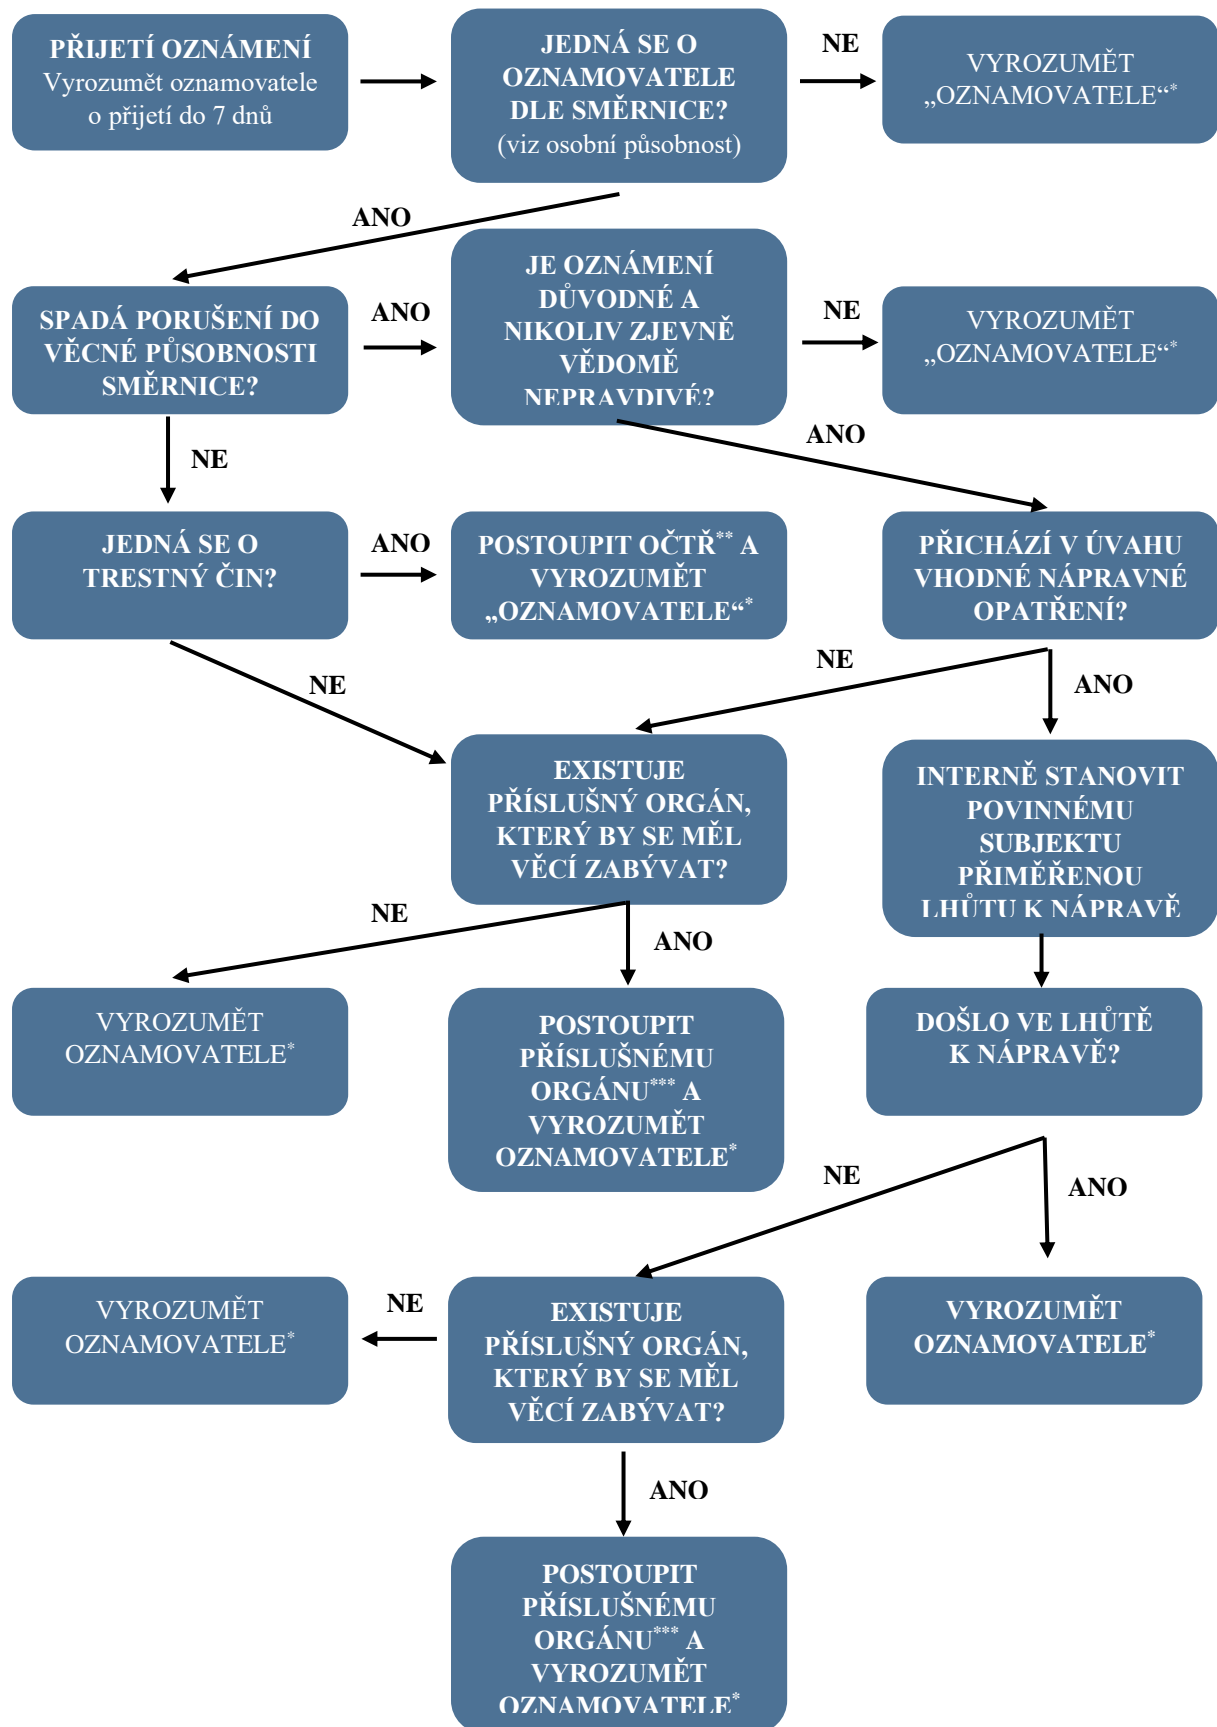 PŘIJETÍ OZNÁMENÍ
Vyrozumět oznamovatele
o přijetí do 7 dnů
JEDNÁ SE O
OZNAMOVATELE
DLE SMĚRNICE?
(viz osobní působnost)
NE
VYROZUMĚT
„OZNAMOVATELE“*
ANO
SPADÁ PORUŠENÍ DO
VĚCNÉ PŮSOBNOSTI
SMĚRNICE?
ANO
JE OZNÁMENÍ
DŮVODNÉ A
NIKOLIV ZJEVNĚ
VĚDOMĚ
NEPRAVDIVÉ?
NE
VYROZUMĚT
„OZNAMOVATELE“*
NE
ANO
JEDNÁ SE O
TRESTNÝ ČIN?
ANO
POSTOUPIT OČTŘ** A
VYROZUMĚT
„OZNAMOVATELE“*
PŘICHÁZÍ V ÚVAHU
VHODNÉ NÁPRAVNÉ
OPATŘENÍ?
NE
NE
ANO
EXISTUJE
PŘÍSLUŠNÝ ORGÁN,
KTERÝ BY SE MĚL
VĚCÍ ZABÝVAT?
INTERNĚ STANOVIT
POVINNÉMU
SUBJEKTU
PŘIMĚŘENOU
LHŮTU K NÁPRAVĚ
NE
ANO
VYROZUMĚT
OZNAMOVATELE*
POSTOUPIT
PŘÍSLUŠNÉMU
ORGÁNU*** A
VYROZUMĚT
OZNAMOVATELE*
DOŠLO VE LHŮTĚ
K NÁPRAVĚ?
NE
ANO
VYROZUMĚT
OZNAMOVATELE*
NE
EXISTUJE
PŘÍSLUŠNÝ ORGÁN,
KTERÝ BY SE MĚL
VĚCÍ ZABÝVAT?
VYROZUMĚT
OZNAMOVATELE*
ANO
POSTOUPIT
PŘÍSLUŠNÉMU
ORGÁNU*** A
VYROZUMĚT
OZNAMOVATELE*